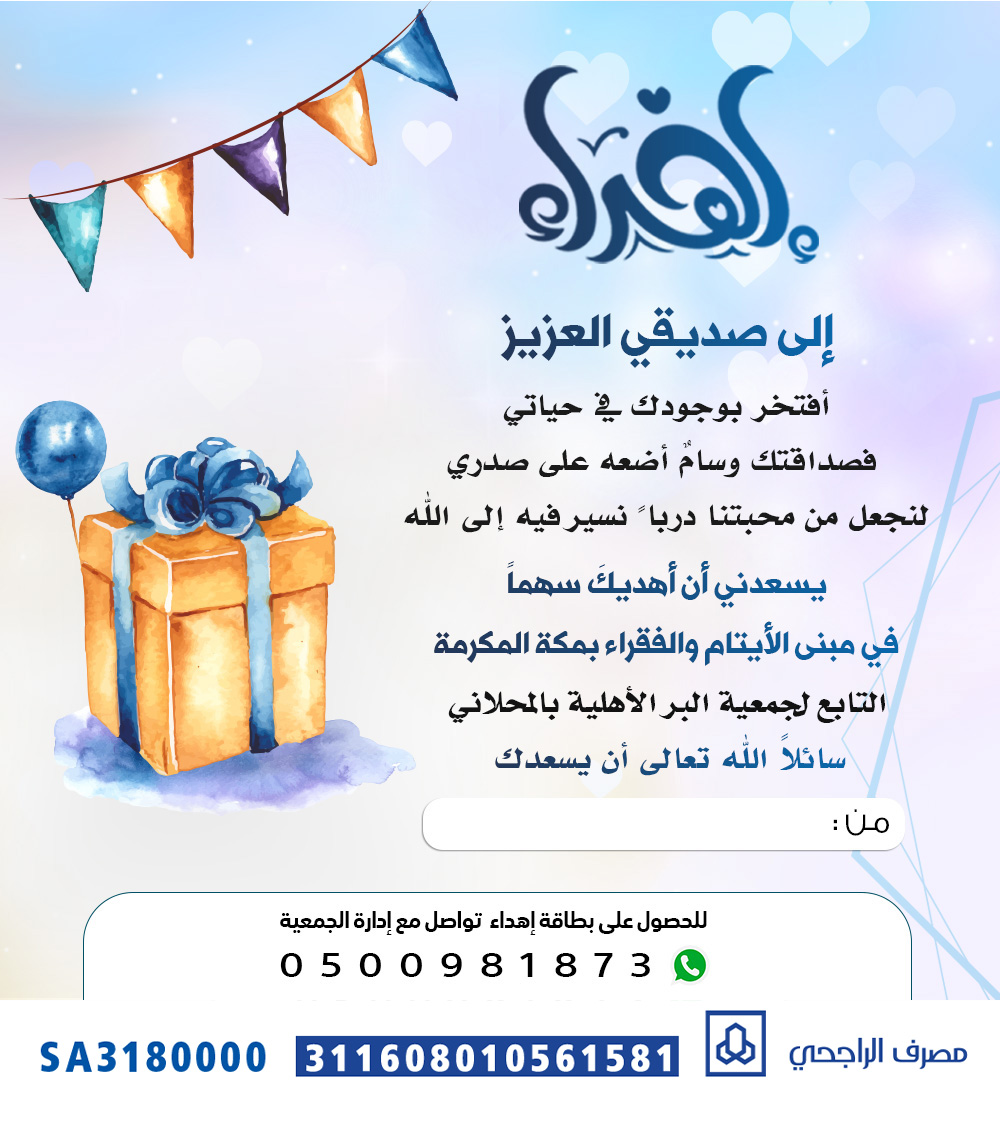 إهداء
إلى صديقي العزيز
أفتخر بوجودك في حياتي
فصداقتك وسامٌ أضعه على صدري
لنجعل من محبتنا درباً نسير فيه إلى الله
يسعدني أن أهديكَ سهماً
في مبنى الأيتام والفقراء بمكة المكرمة
التابع لجمعية البر الأهلية بالمحلاني
سائلاً الله تعالى أن يسعدك
من :
للحصول على بطاقة إهداء تواصل مع إدارة الجمعية
0500981873
مصرف الراجحي
SA3180000 311608010561581